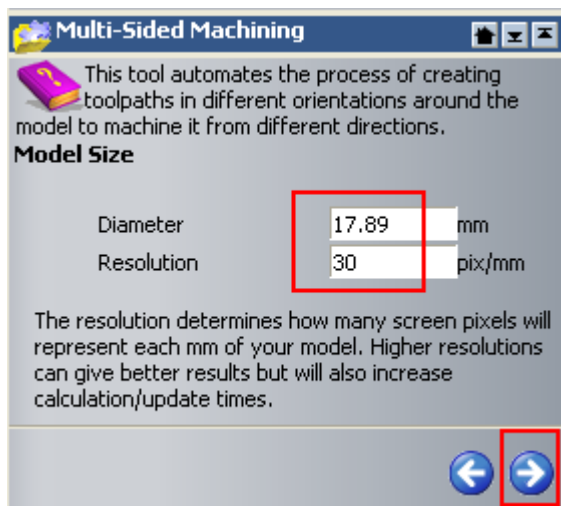 Multi-Sided Machining
This tool automates the process of creating
toolpaths in different orientations around the
model to machine it from different directions.
Model Size
Diameter 17.89 mm
Resolution 30 pix/mm
The resolution determines how many screen pixels will
represent each mm of your model. Higher resolutions
can give better results but will also increase
calculation/update times.